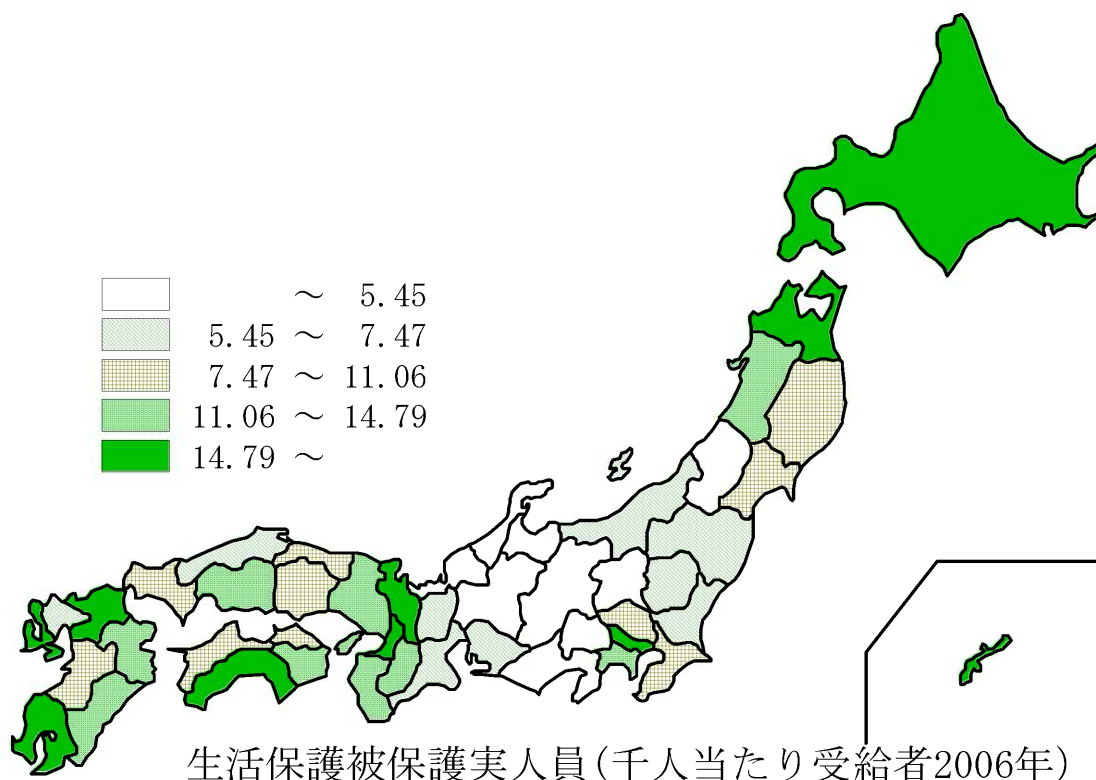 ～ 5.45
5.45 ～ 7.47
7.47 ～ 11.06
11.06 ～ 14.79
14.79 ～
生活保護被保護実人員(千人当たり受給者2006年)